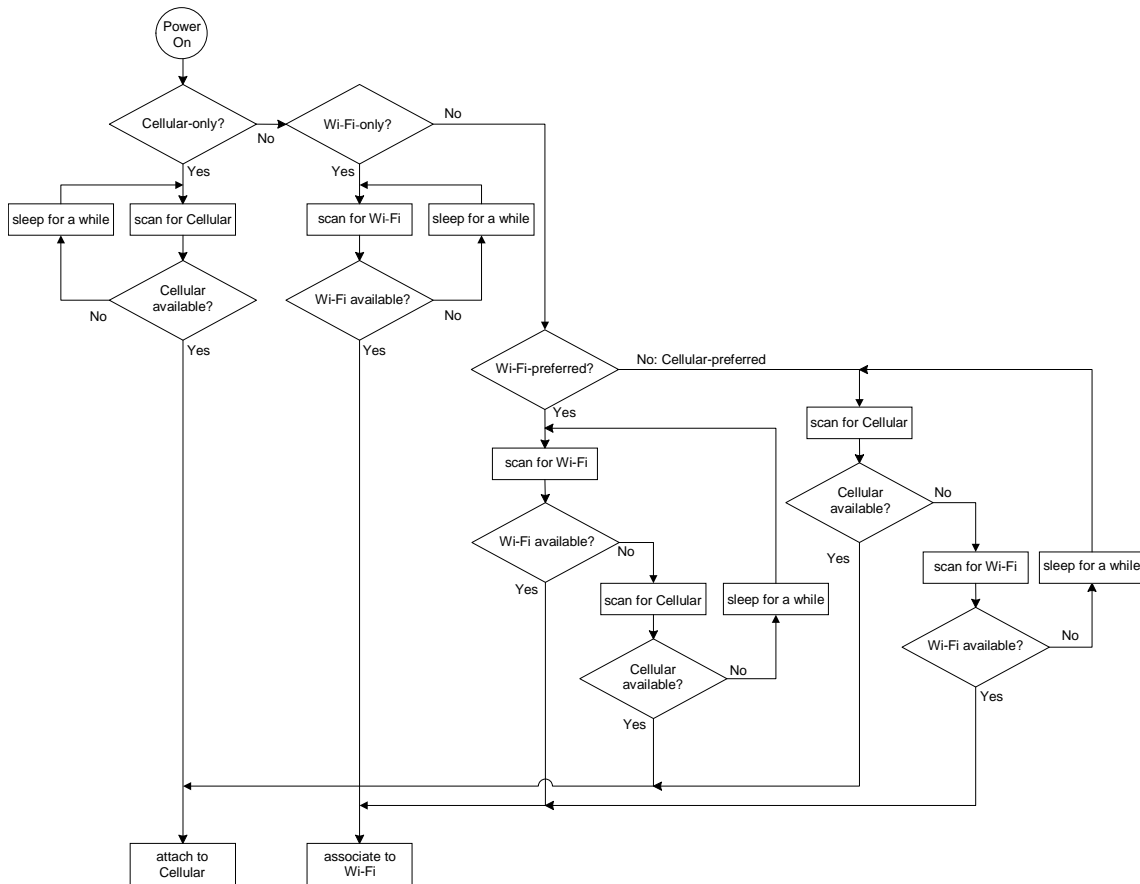 Power
On
Cellular-only?
No
Wi-Fi-only?
No
Yes
Yes
sleep for a while
scan for Cellular
scan for Wi-Fi
sleep for a while
Cellular
available?
No
Wi-Fi available?
No
Yes
Yes
Wi-Fi-preferred?
No: Cellular-preferred
Yes
scan for Cellular
scan for Wi-Fi
Cellular
available?
No
Yes
Wi-Fi available?
No
Yes
scan for Wi-Fi
sleep for a while
scan for Cellular
sleep for a while
Wi-Fi available?
No
Yes
Cellular
available?
No
Yes
attach to
Cellular
associate to
Wi-Fi